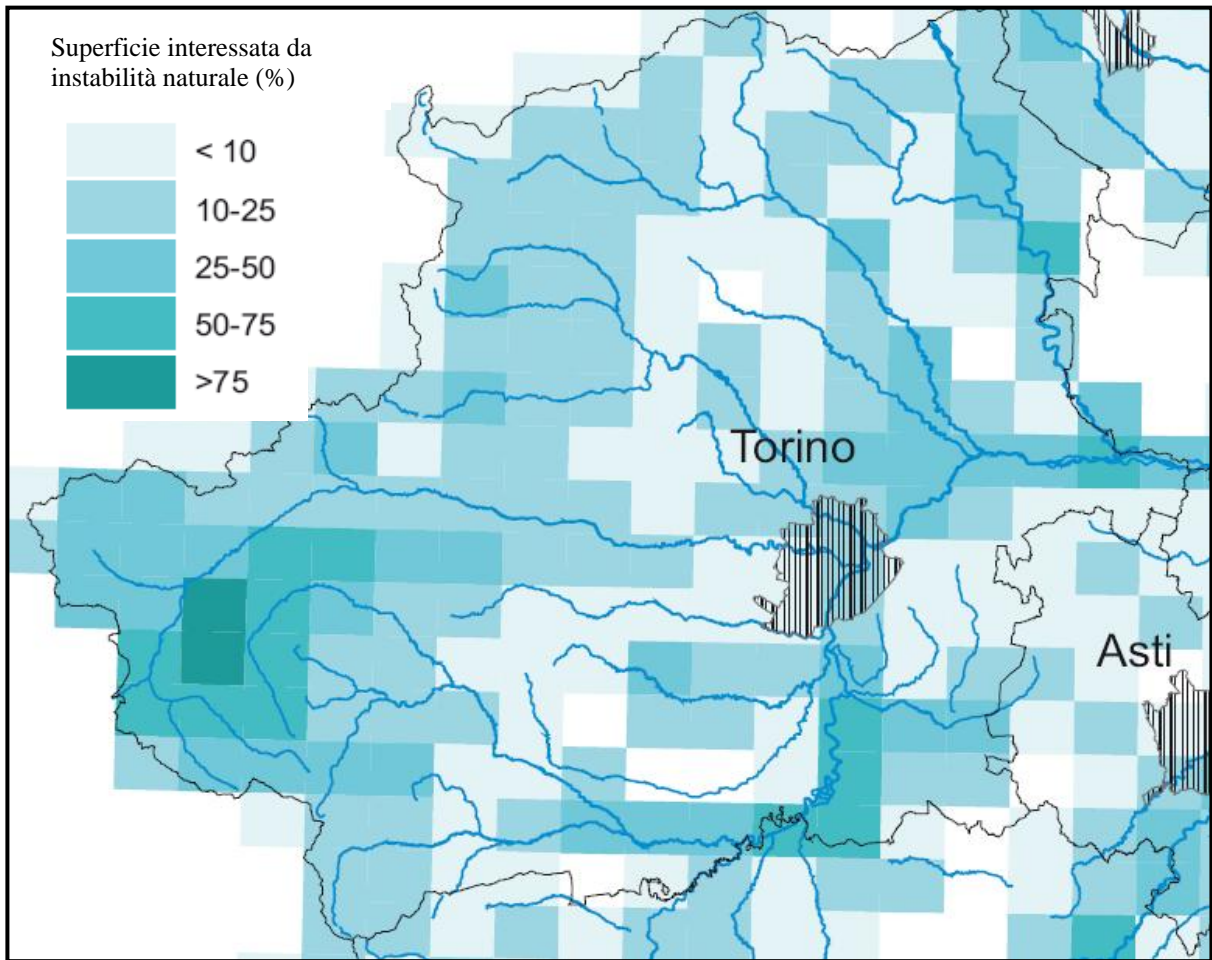 Superficie interessata da
instabilità naturale (%)
< 10
10-25
25-50
50-75
>75
Torino
Asti